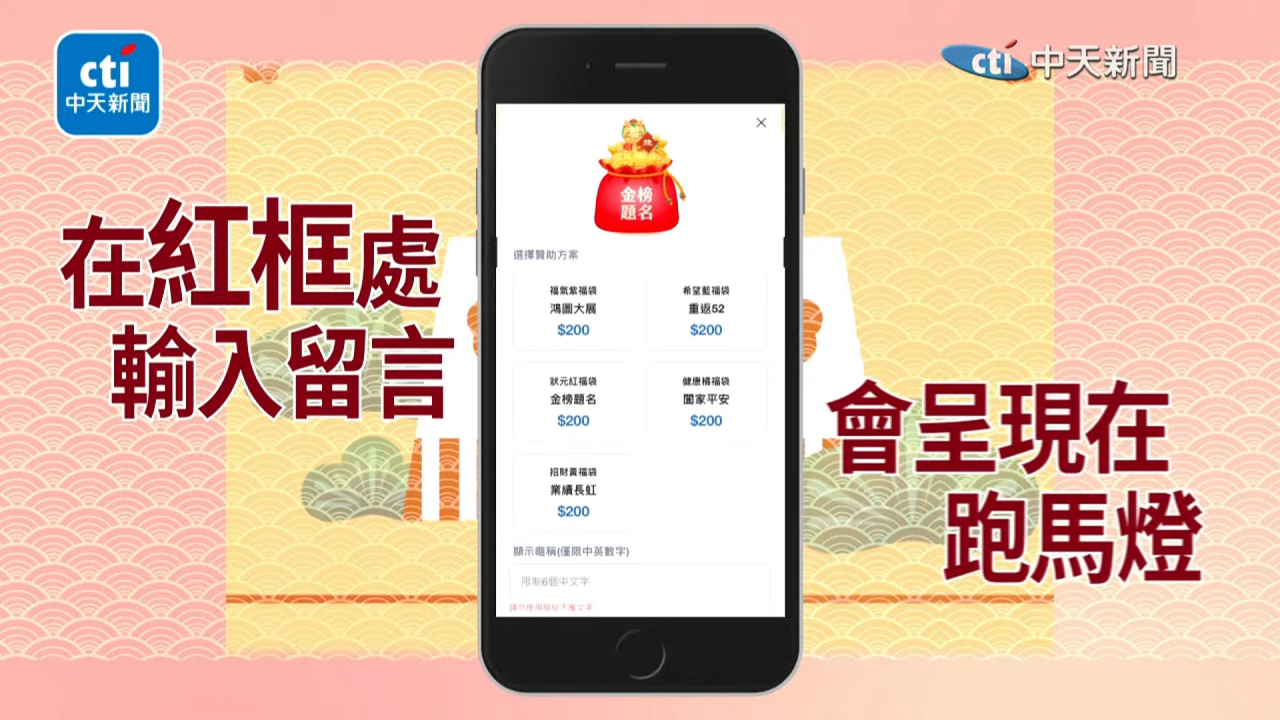 cti
中天新聞
cti 中天新聞
在紅框處
輸入留言
金榜
題名
選擇贊助方案
福氣紫福袋
鴻圖大展
$200
希望藍福袋
重返52
$200
狀元紅福袋
金榜題名
$200
健康橘福袋
闔家平安
$200
招財黃福袋
業績長虹
$200
顯示暱稱(僅限中英數字)
限制6個中文字
會呈現在
跑馬燈